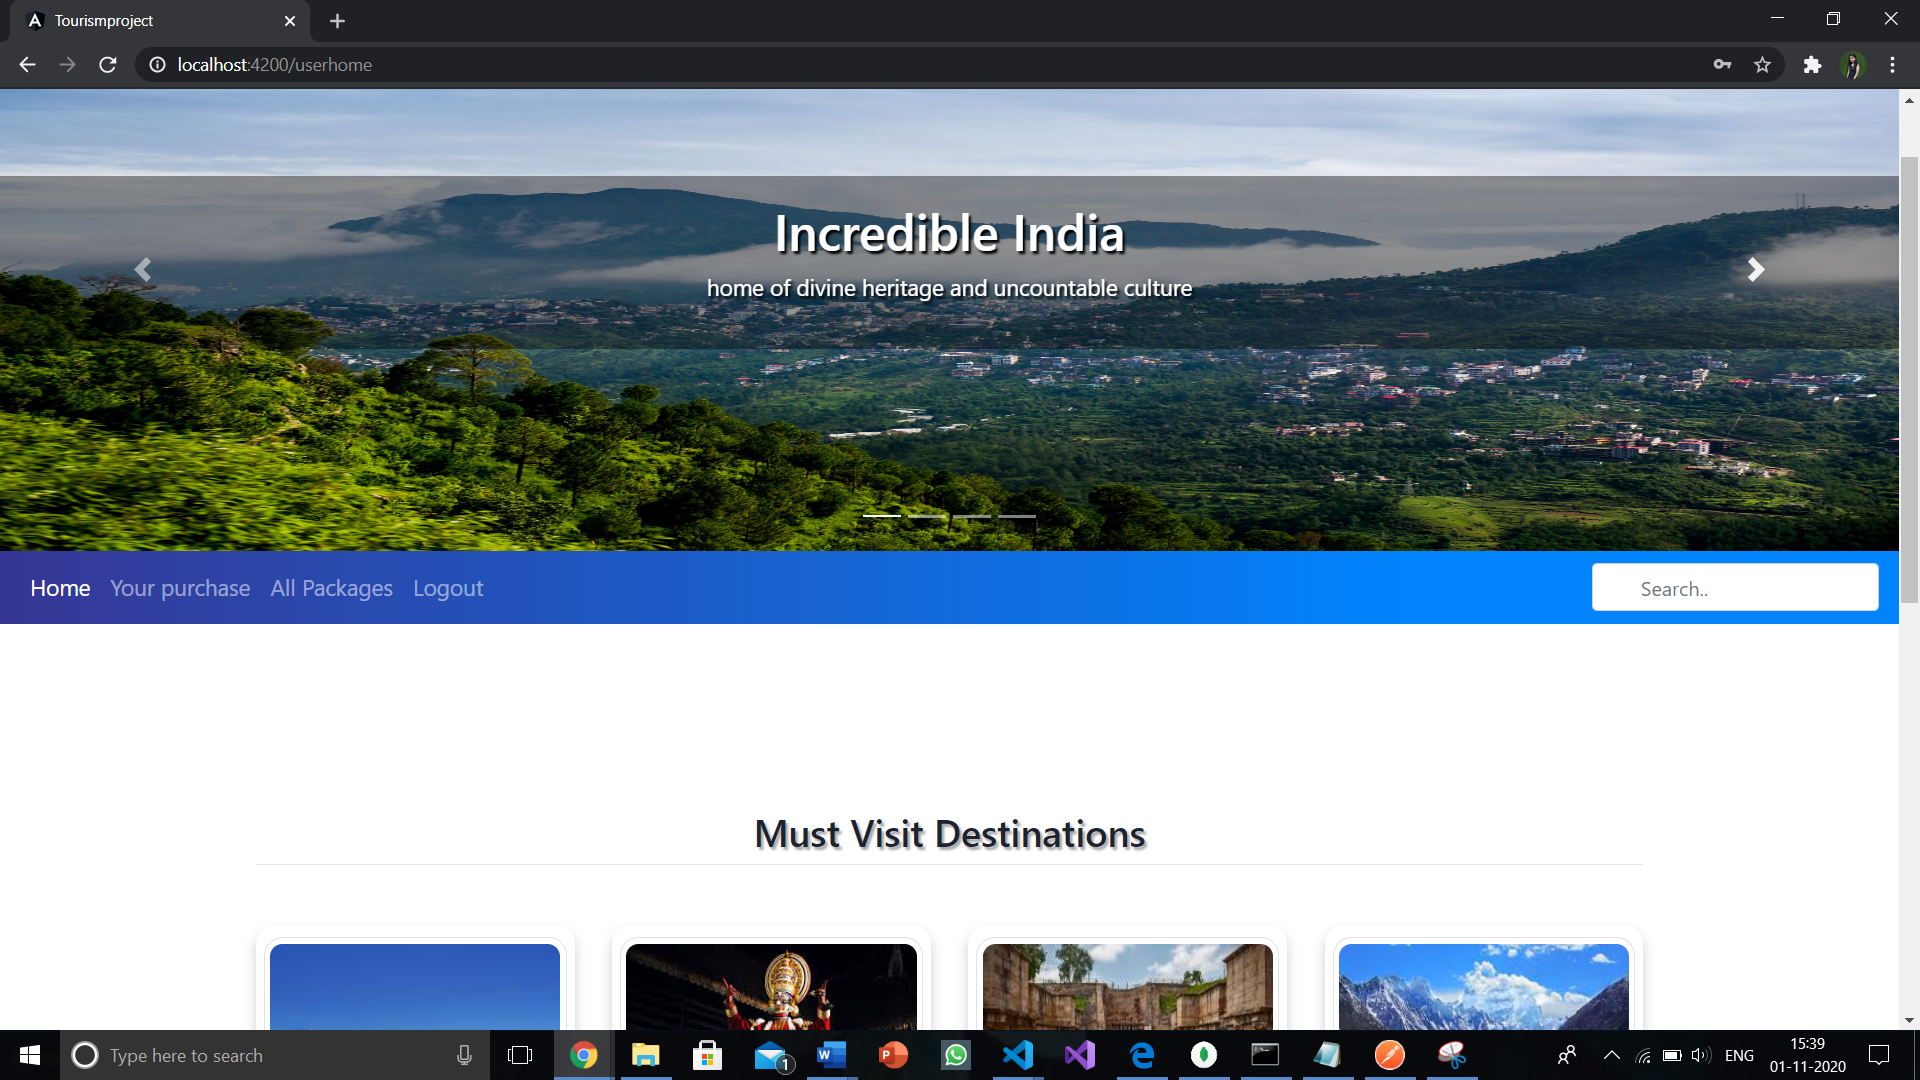 Tourismproject
localhost:4200/userhome
Incredible India
home of divine heritage and uncountable culture
Home Your purchase All Packages Logout
Search..
Must Visit Destinations
Type here to search
1
ENG
15:39
01-11-2020